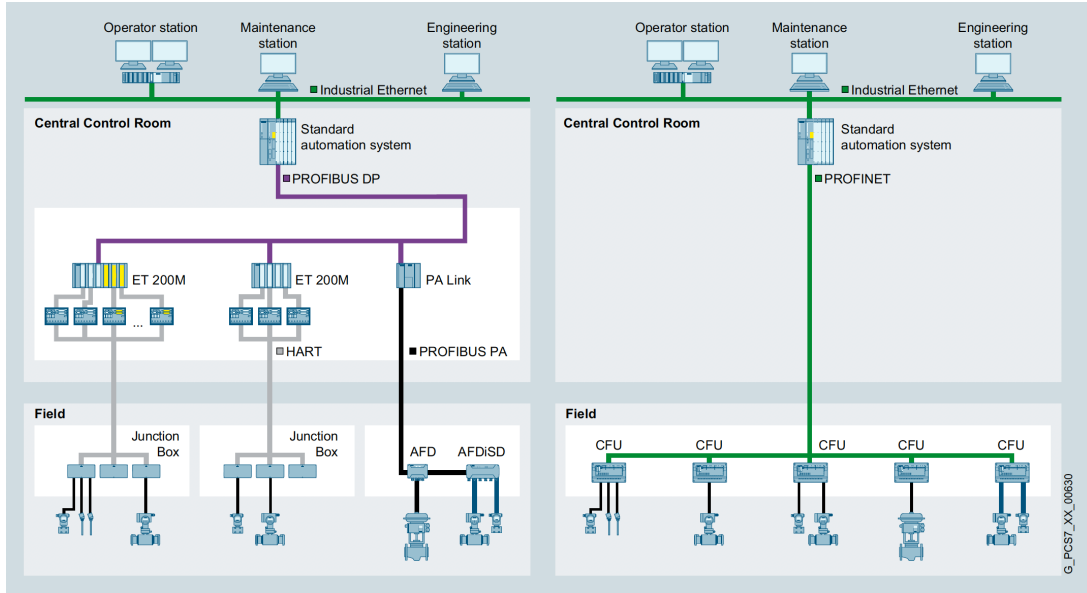 Operator station
Maintenance
station
Engineering
station
Industrial Ethernet
Central Control Room
Standard
automation system
PROFIBUS DP
ET 200M
ET 200M
PA Link
...
HART
PROFIBUS PA
Field
Junction
Box
Junction
Box
AFD
AFDiSD
Operator station
Maintenance
station
Engineering
station
Industrial Ethernet
Central Control Room
Standard
automation system
PROFINET
Field
CFU
CFU
CFU
CFU
CFU
G_PCS7_XX_00630